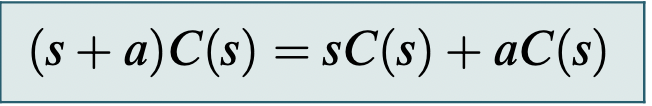 (s + a)C(s) = sC(s) + aC(s)